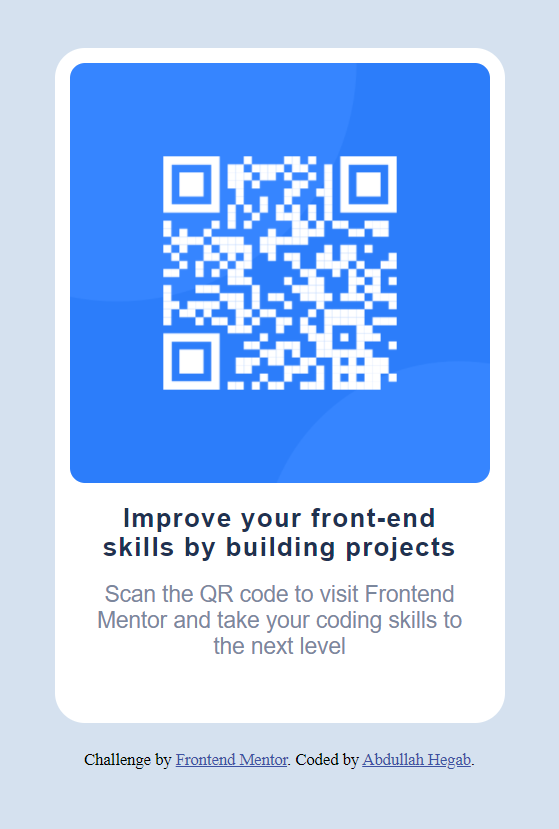 Improve your front-end
skills by building projects
Scan the QR code to visit Frontend
Mentor and take your coding skills to
the next level
Challenge by Frontend Mentor. Coded by Abdullah Hegab.